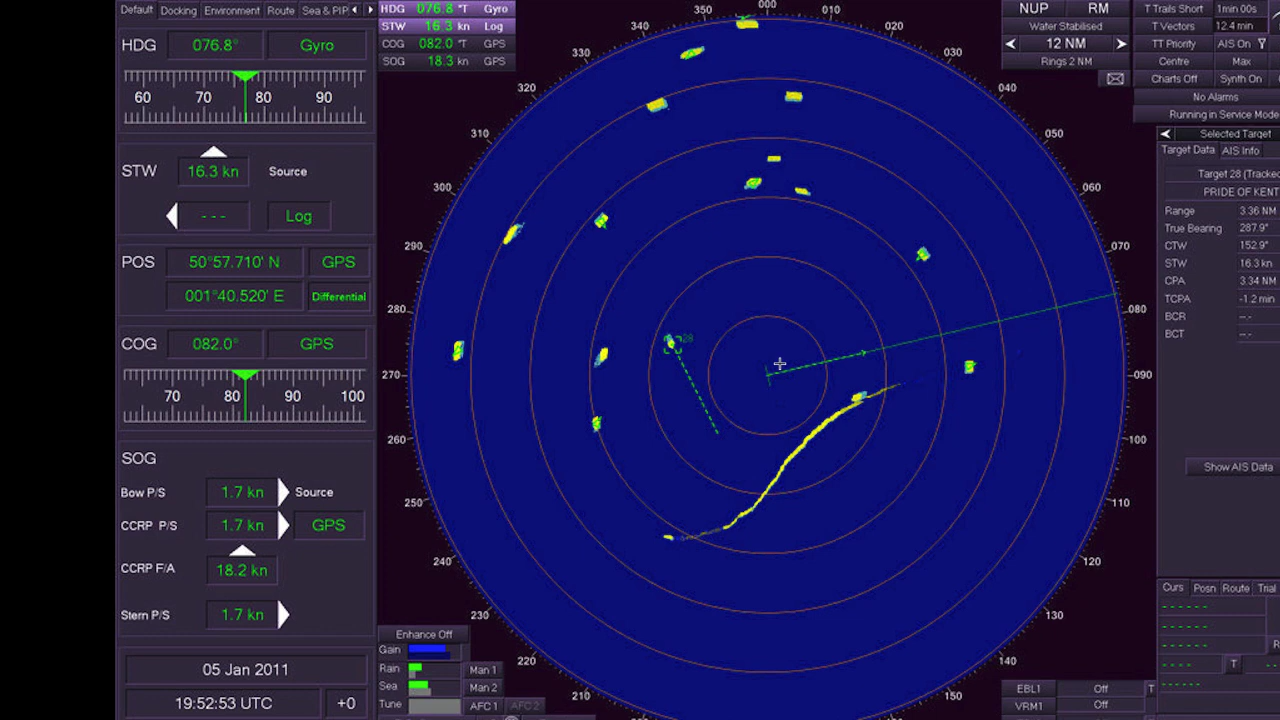 Default Docking Environment Route Sea & PIP
HDG 076.8° Gyro
60 70 80 90
STW 16.3 kn Source
--- Log
POS 50°57.710' N GPS
001°40.520' E Differential
COG 082.0° GPS
70 80 90 100
SOG
Bow P/S 1.7 kn Source
CCRP P/S 1.7 kn GPS
CCRP F/A 18.2 kn
Stern P/S 1.7 kn
05 Jan 2011
19:52:53 UTC +0
HDG 076.8 °T Gyro
STW 16.3 kn Log
COG 082.0 °T GPS
SOG 18.3 kn GPS
000
350 010
340 020
330 030
320 040
310 050
300 060
290 070
280 080
270 090
260 100
250 110
240 120
230 130
220 140
210 150
28
Enhance Off
Gain
Rain Man 1
Sea Man 2
Tune AFC 1 AFC 2
NUP RM
Water Stabilised
12 NM
Rings 2 NM
T Trails Short 1min 00s
T Vectors 12.4 min
TT Priority AIS On
Centre Max
Charts Off Synth On
No Alarms
Running in Service Mode
Selected Target
Target Data AIS Info
Target 28 (Tracked
PRIDE OF KENT
Range 3.36 NM
True Bearing 287.9°
CTW 152.9°
STW 16.3 kn
CPA 3.34 NM
TCPA -1.2 min
BCR --.-
BCT --.-
Show AIS Data
Curs Posn Route Trial
------
------
------ R
---- T --
-----
EBL1 Off T
VRM1 Off